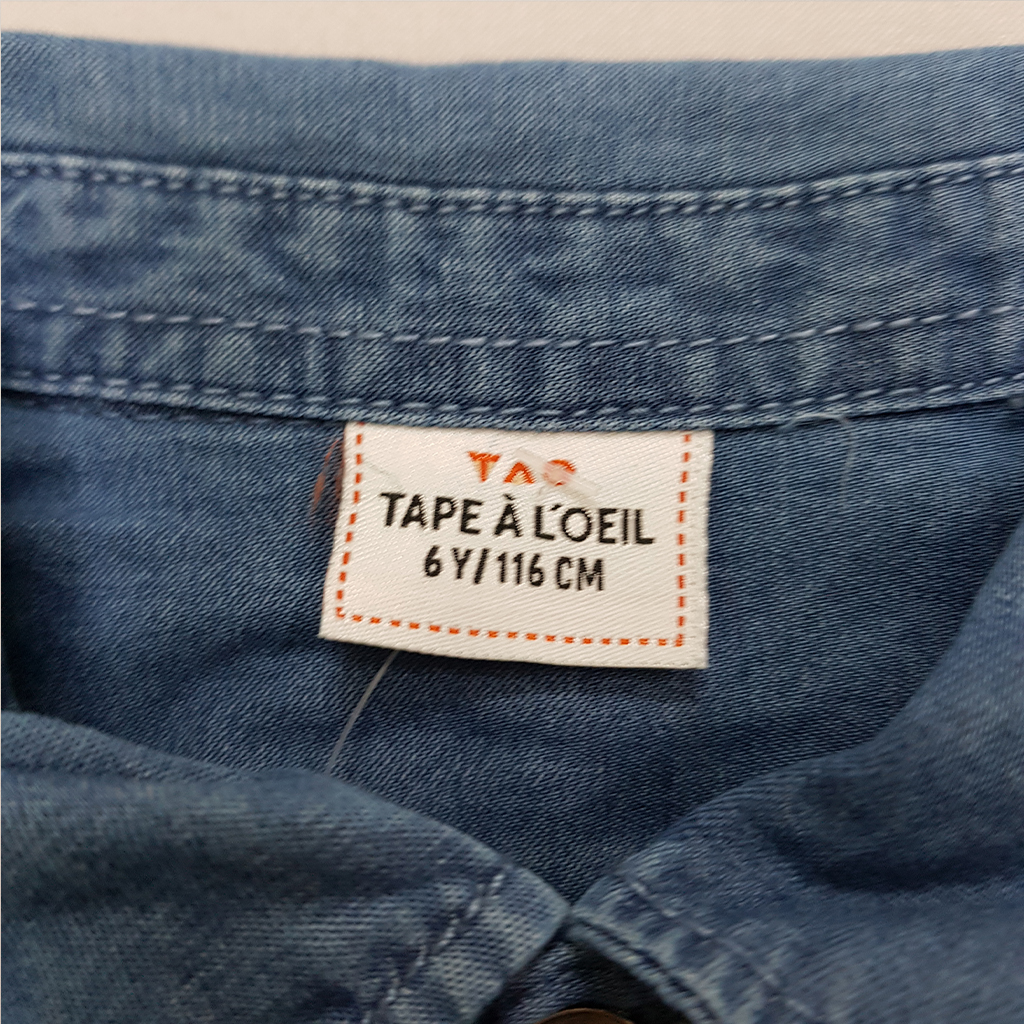 TAO
TAPE À L'OEIL
6 Y/116 CM